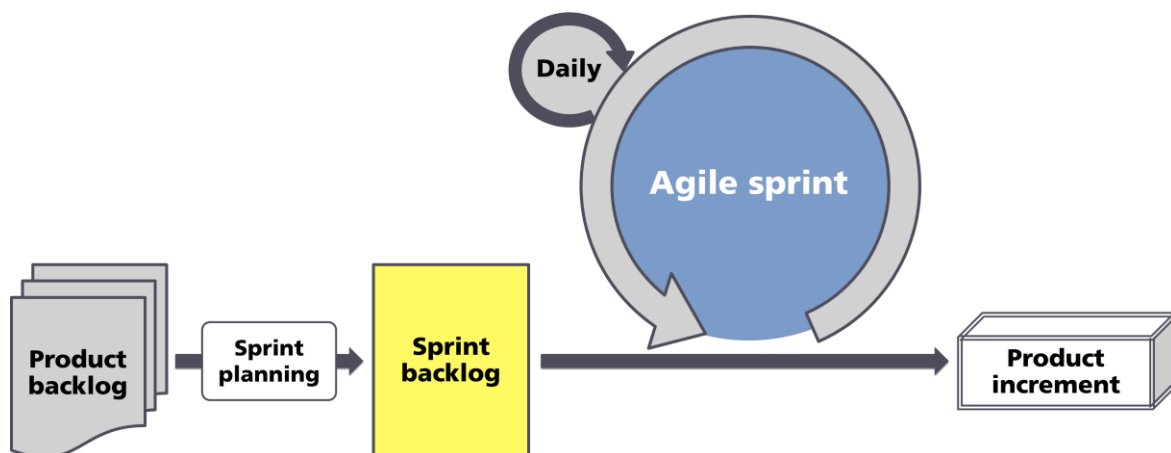 Daily
Agile sprint
Product
backlog
Sprint
planning
Sprint
backlog
Product
increment